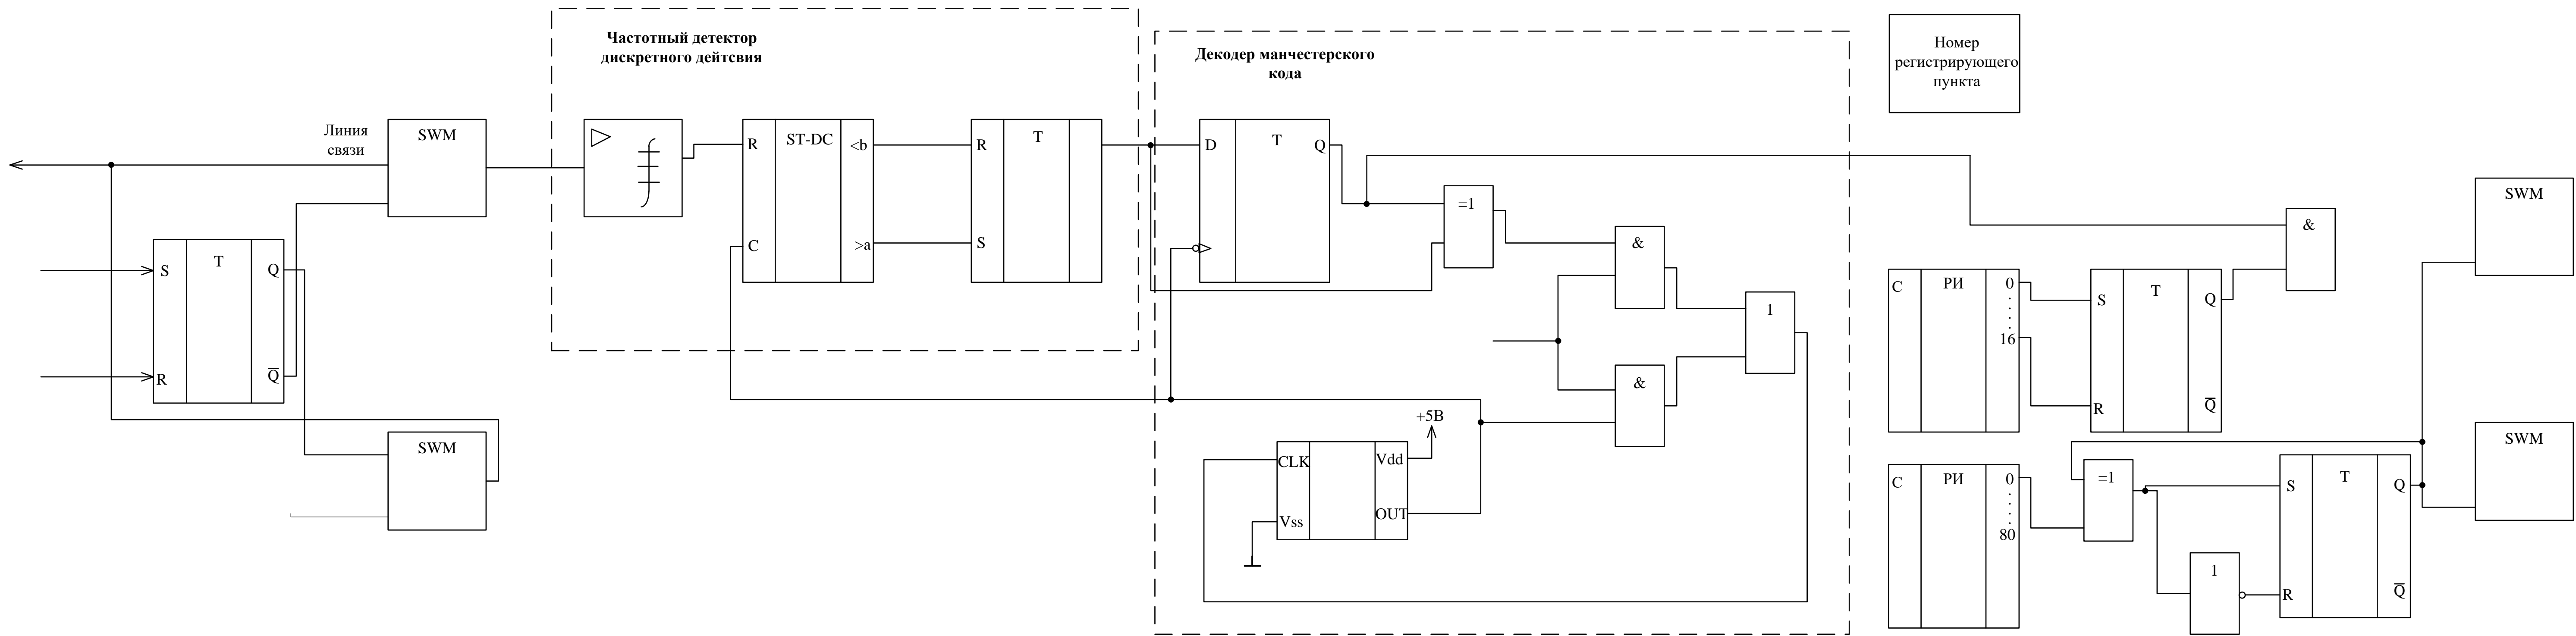 Частотный детектор
дискретного дейтсвия
Декодер манчестерского
кода
Номер
регистрирующего
пункта
Линия
связи
SWM
S
T
Q
R
Q̅
SWM
R
ST-DC
<b
C
>a
R
T
S
D
T
Q
=1
&
&
1
+5В
CLK
Vdd
Vss
OUT
&
SWM
C
РИ
0
16
S
T
Q
R
Q̅
SWM
C
РИ
0
80
=1
1
S
T
Q
R
Q̅